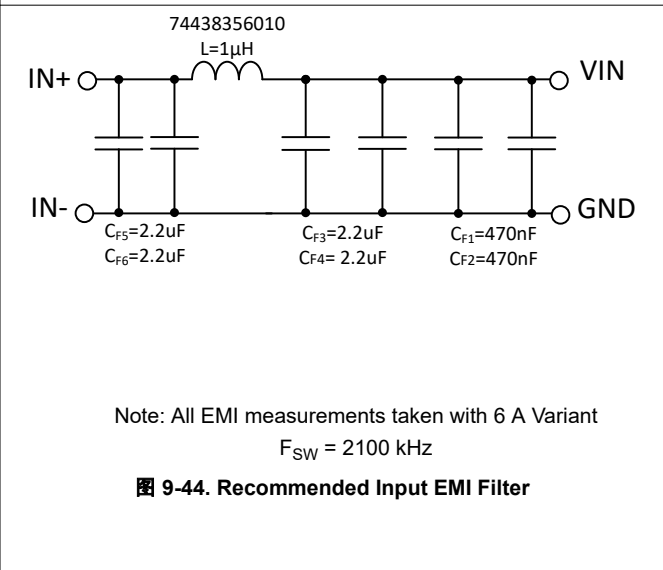 74438356010
L=1µH
IN+
VIN
IN-
GND
CF5=2.2uF
CF6=2.2uF
CF3=2.2uF
CF4= 2.2uF
CF1=470nF
CF2=470nF
Note: All EMI measurements taken with 6 A Variant
FSW = 2100 kHz
图 9-44. Recommended Input EMI Filter